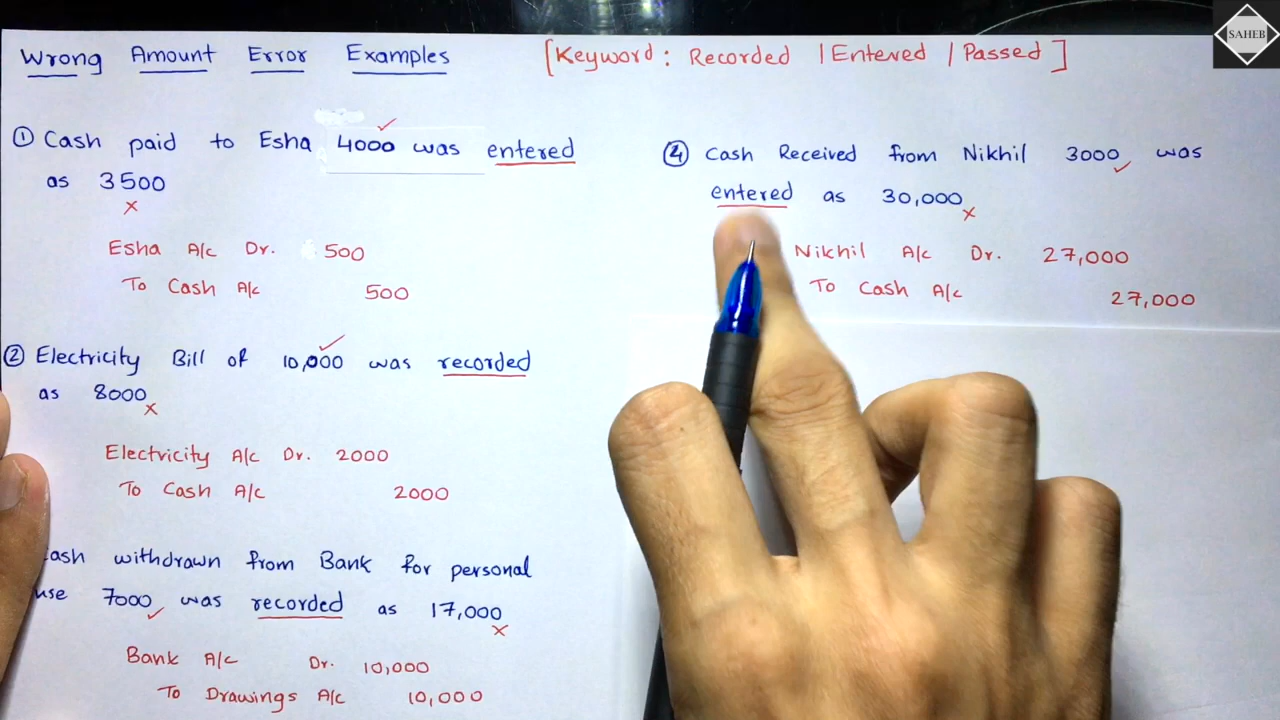 Wrong Amount Error Examples [Keyword: Recorded | Entered | Passed]
SAHEB
① Cash paid to Esha 4000 was entered
as 3500
Esha A/c Dr. 500
To Cash A/c 500
② Electricity Bill of 10,000 was recorded
as 8000
Electricity A/c Dr. 2000
To Cash A/c 2000
withdrawn from Bank for personal
use 7000 was recorded as 17,000
Bank A/c Dr. 10,000
To Drawings A/c 10,000
④ Cash Received from Nikhil 3000 was
entered as 30,000
Nikhil A/c Dr. 27,000
To Cash A/c 27,000